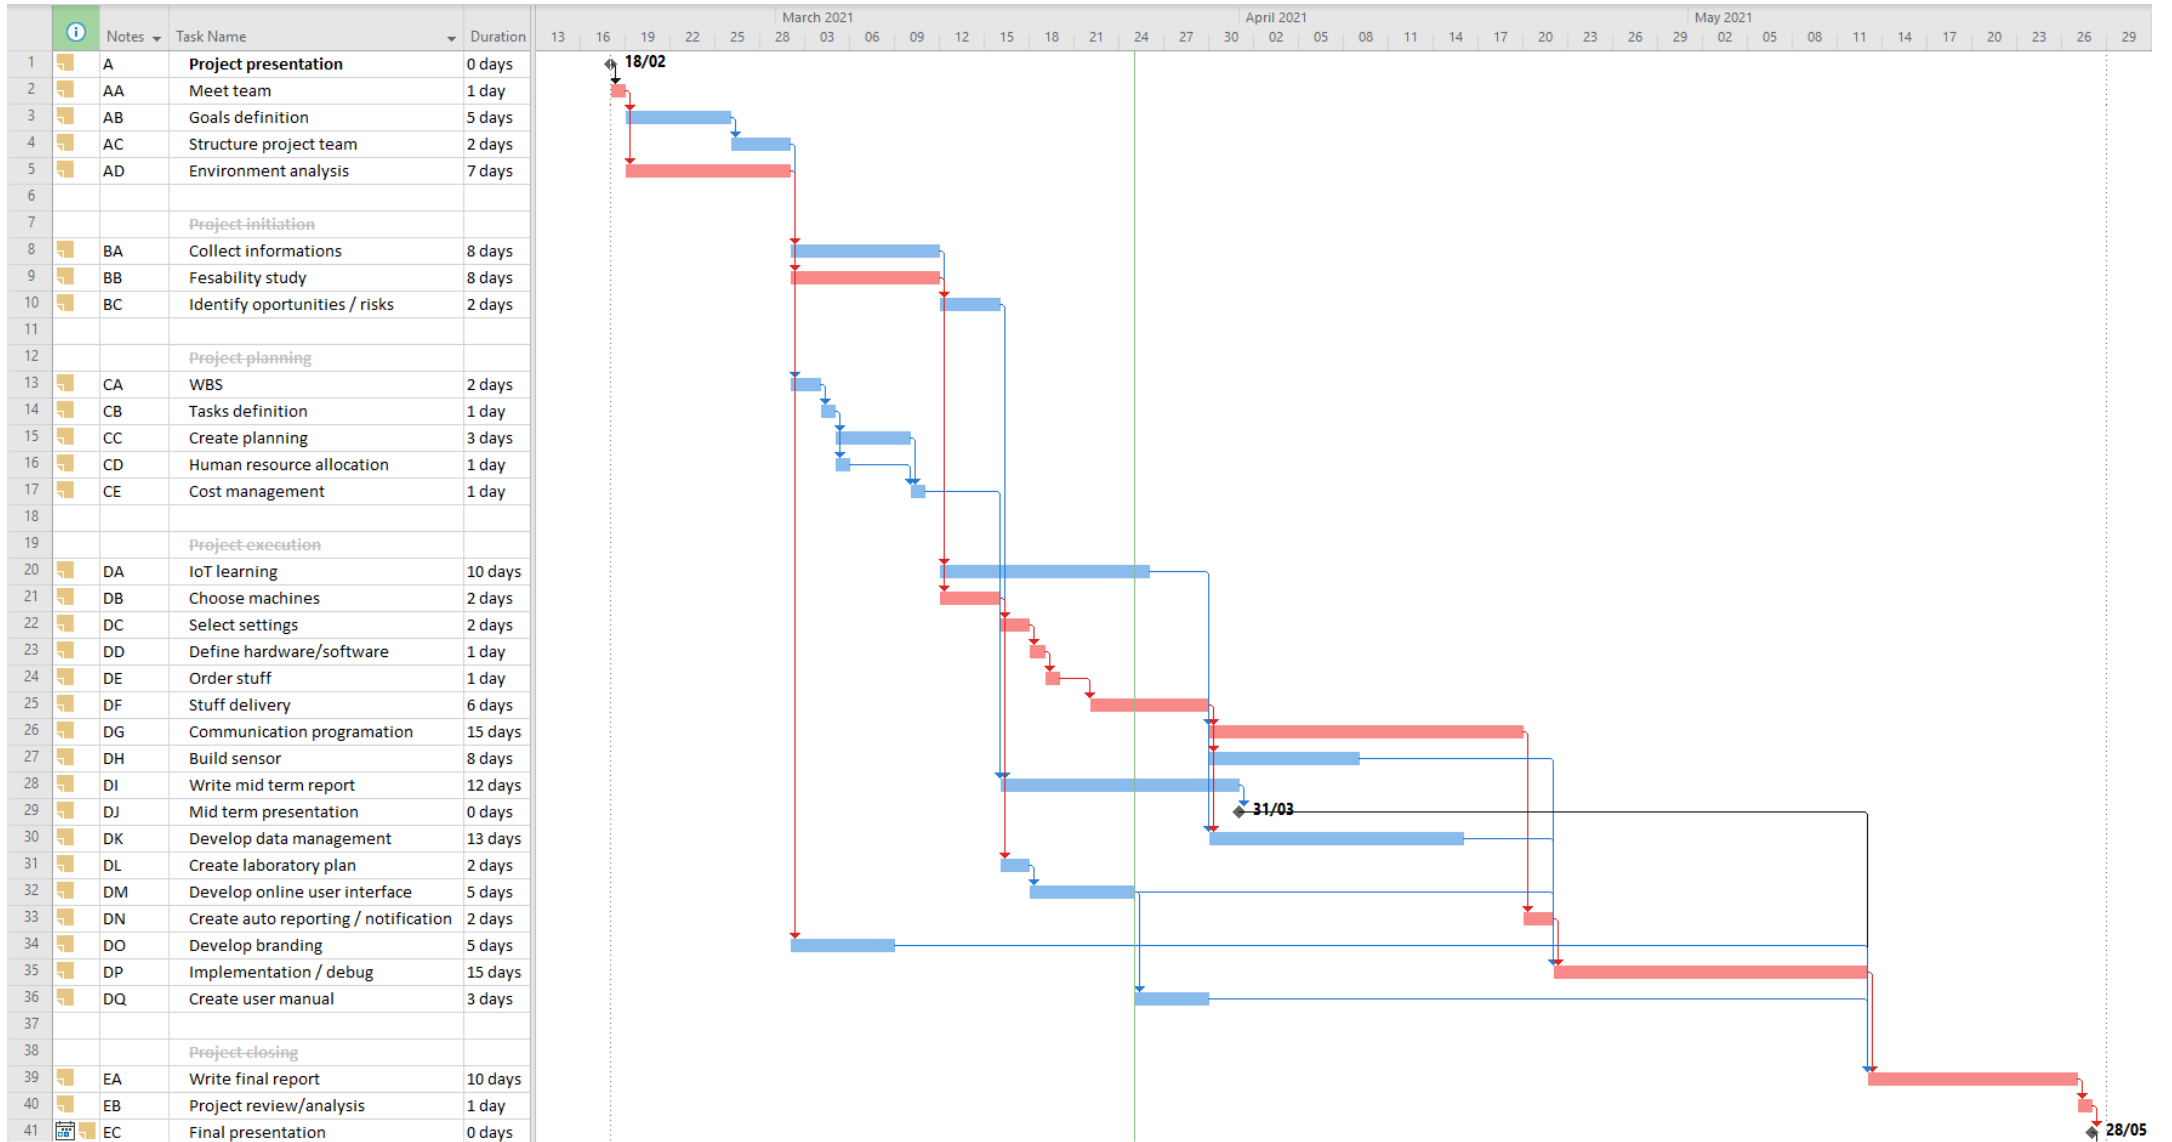 March 2021 April 2021 May 2021
Notes Task Name Duration 13 16 19 22 25 28 03 06 09 12 15 18 21 24 27 30 02 05 08 11 14 17 20 23 26 29 02 05 08 11 14 17 20 23 26 29
1 A Project presentation 0 days 18/02
2 AA Meet team 1 day
3 AB Goals definition 5 days
4 AC Structure project team 2 days
5 AD Environment analysis 7 days
6
7 Project initiation
8 BA Collect informations 8 days
9 BB Fesability study 8 days
10 BC Identify oportunities / risks 2 days
11
12 Project planning
13 CA WBS 2 days
14 CB Tasks definition 1 day
15 CC Create planning 3 days
16 CD Human resource allocation 1 day
17 CE Cost management 1 day
18
19 Project execution
20 DA IoT learning 10 days
21 DB Choose machines 2 days
22 DC Select settings 2 days
23 DD Define hardware/software 1 day
24 DE Order stuff 1 day
25 DF Stuff delivery 6 days
26 DG Communication programation 15 days
27 DH Build sensor 8 days
28 DI Write mid term report 12 days
29 DJ Mid term presentation 0 days 31/03
30 DK Develop data management 13 days
31 DL Create laboratory plan 2 days
32 DM Develop online user interface 5 days
33 DN Create auto reporting / notification 2 days
34 DO Develop branding 5 days
35 DP Implementation / debug 15 days
36 DQ Create user manual 3 days
37
38 Project closing
39 EA Write final report 10 days
40 EB Project review/analysis 1 day
41 EC Final presentation 0 days 28/05